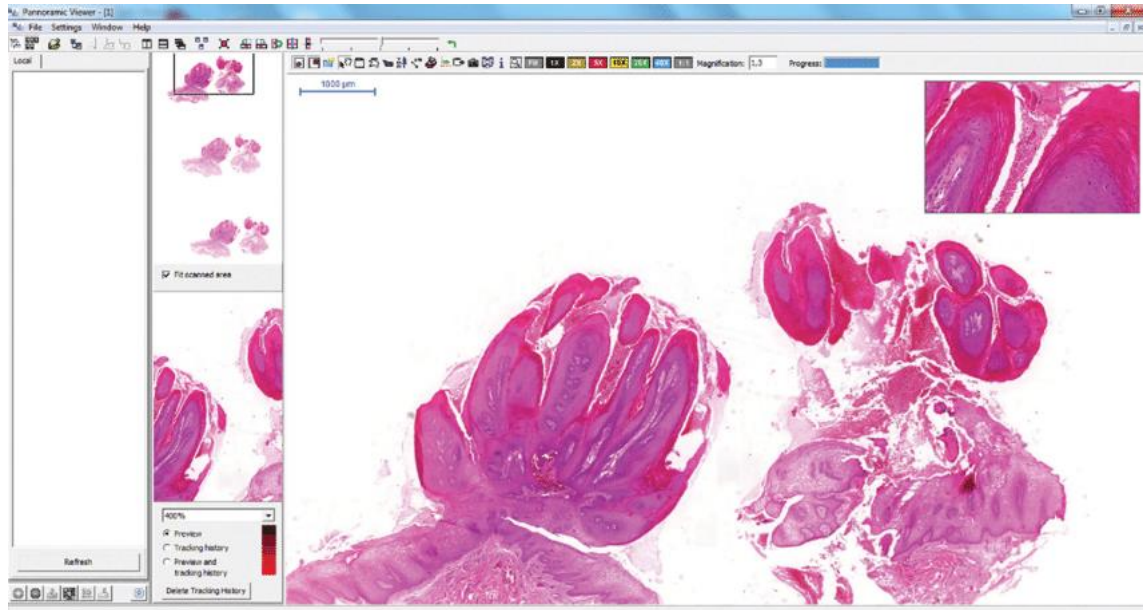 Pannoramic Viewer - [1]
File Settings Window Help
Local
1X 2X 5X 10X 20X 40X 1:1 Magnification: 1,3 Progress:
1000 µm
Fit scanned area
400%
Preview
Tracking history
Preview and
tracking history
Refresh
Delete Tracking History